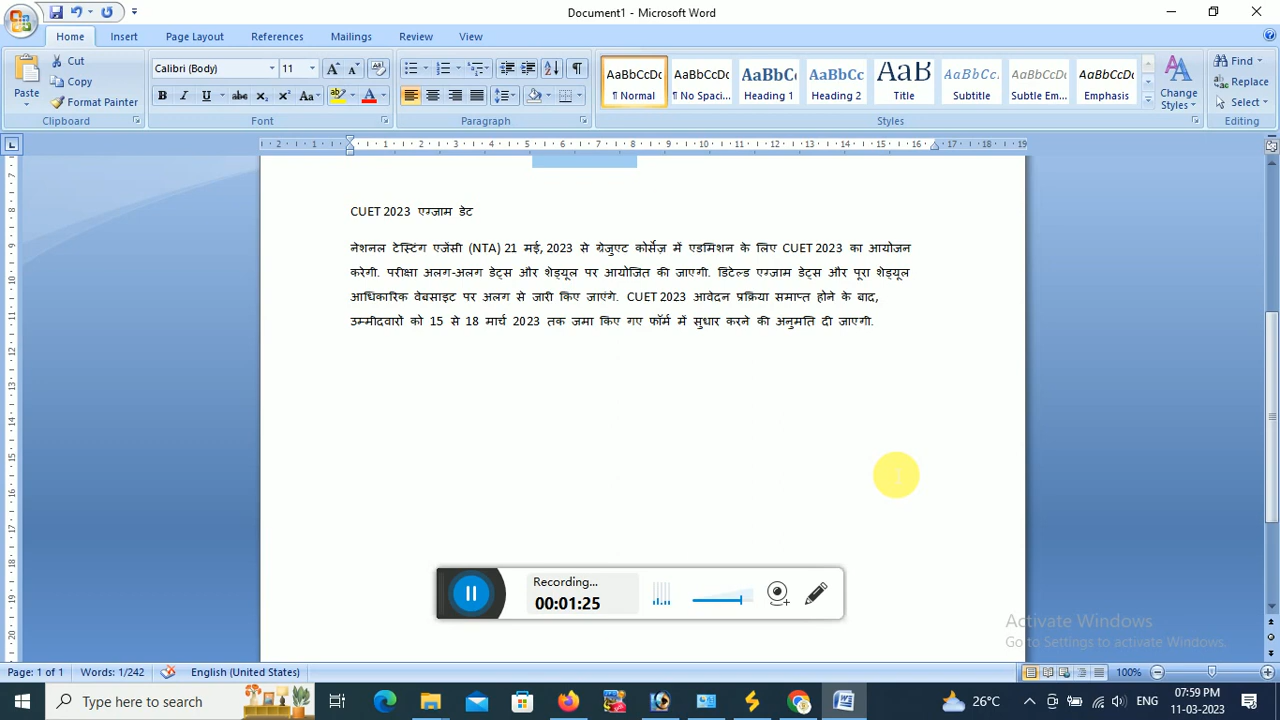 Document1 - Microsoft Word
Home Insert Page Layout References Mailings Review View
Paste
Cut
Copy
Format Painter
Clipboard
Calibri (Body) 11
Font
Paragraph
AaBbCcDc AaBbCcDc AaBbCc AaBbCc AaB AaBbCc. AaBbCcDc AaBbCcDc
¶ Normal ¶ No Spaci... Heading 1 Heading 2 Title Subtitle Subtle Em... Emphasis
Change Styles
Styles
Find
Replace
Select
Editing
CUET 2023 एग्जाम डेट
नेशनल टेस्टिंग एजेंसी (NTA) 21 मई, 2023 से ग्रेजुएट कोर्सेज़ में एडमिशन के लिए CUET 2023 का आयोजन
करेगी. परीक्षा अलग-अलग डेट्स और शेड्यूल पर आयोजित की जाएगी. डिटेल्ड एग्जाम डेट्स और पूरा शेड्यूल
आधिकारिक वेबसाइट पर अलग से जारी किए जाएंगे. CUET 2023 आवेदन प्रक्रिया समाप्त होने के बाद,
उम्मीदवारों को 15 से 18 मार्च 2023 तक जमा किए गए फॉर्म में सुधार करने की अनुमति दी जाएगी.
Recording...
00:01:25
Activate Windows
Go to Settings to activate Windows.
Page: 1 of 1 Words: 1/242 English (United States) 100%
Type here to search 26°C ENG 07:59 PM
11-03-2023